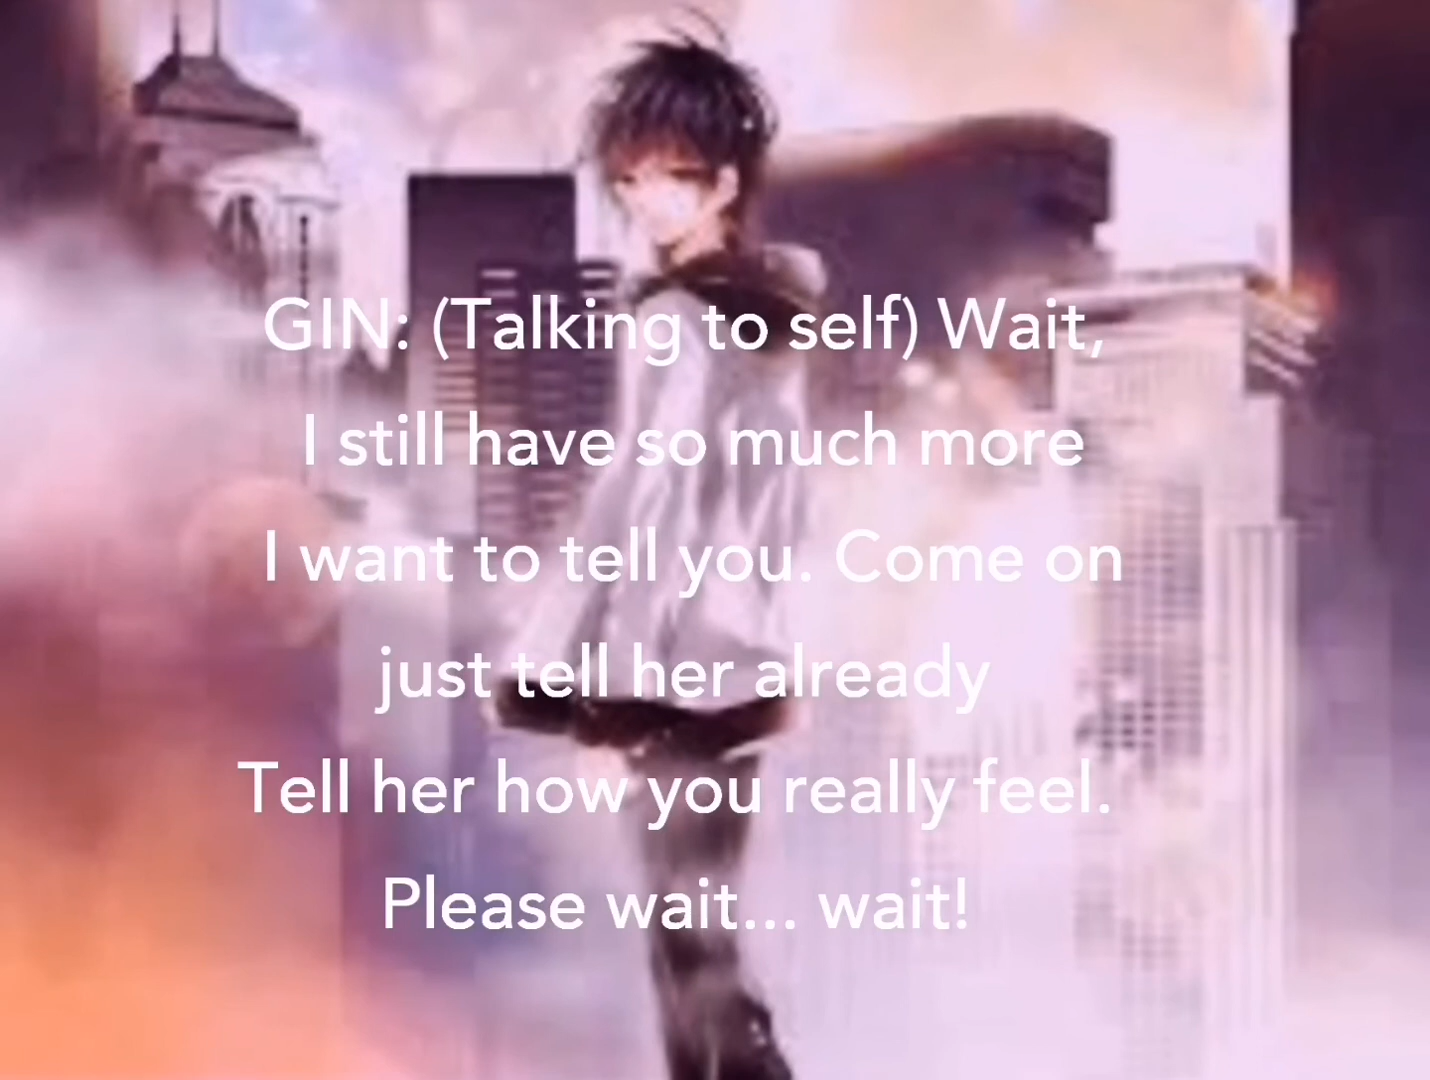 GIN: (Talking to self) Wait,
I still have so much more
I want to tell you. Come on
just tell her already
Tell her how you really feel.
Please wait... wait!